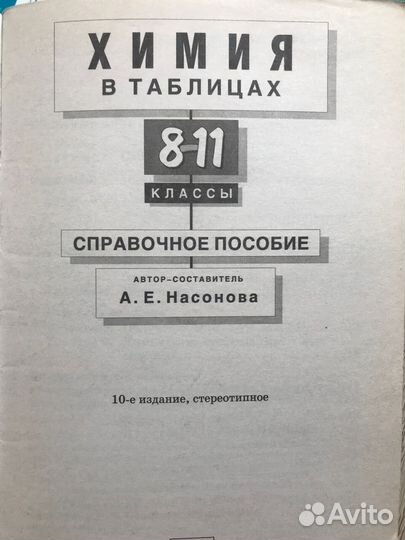 ХИМИЯ
В ТАБЛИЦАХ
8-11
КЛАССЫ
СПРАВОЧНОЕ ПОСОБИЕ
АВТОР-СОСТАВИТЕЛЬ
А. Е. Насонова
10-е издание, стереотипное
Avito